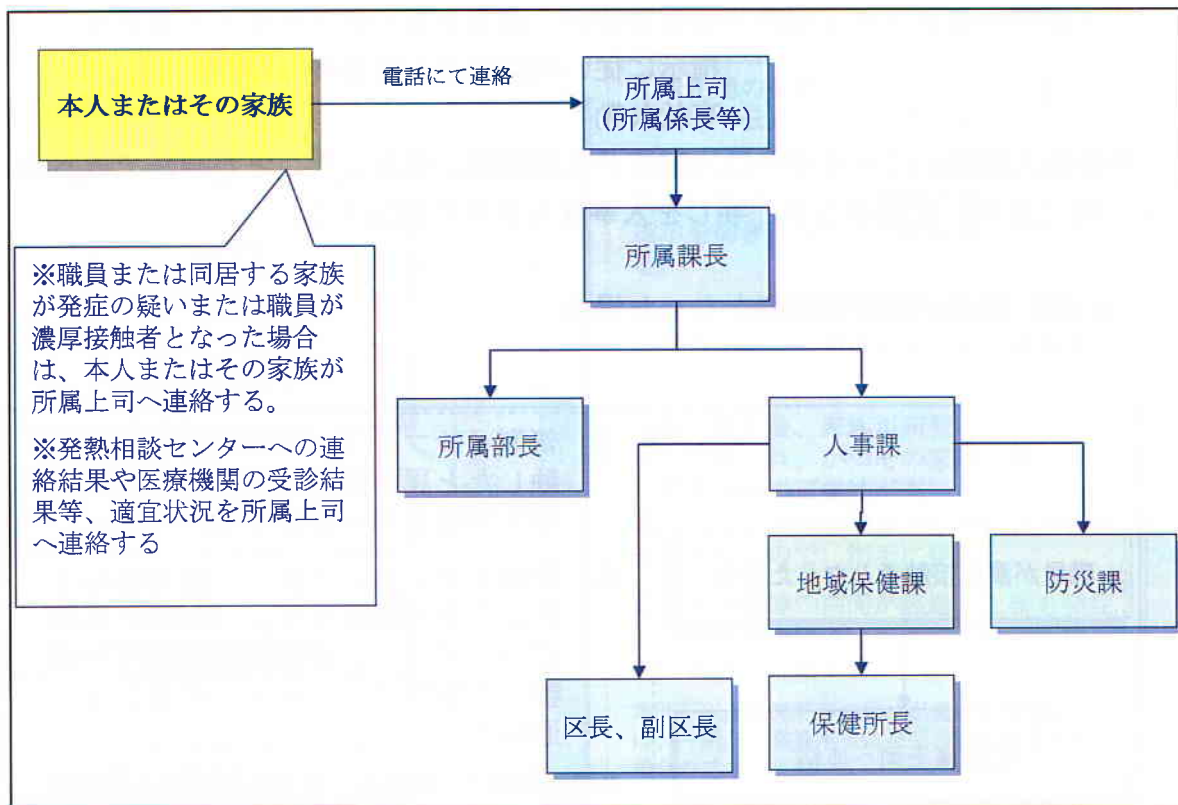 本人またはその家族
電話にて連絡
所属上司
(所属係長等)
所属課長
※職員または同居する家族
が発症の疑いまたは職員が
濃厚接触者となった場合
は、本人またはその家族が
所属上司へ連絡する。
※発熱相談センターへの連
絡結果や医療機関の受診結
果等、適宜状況を所属上司
へ連絡する
所属部長
人事課
地域保健課
防災課
区長、副区長
保健所長